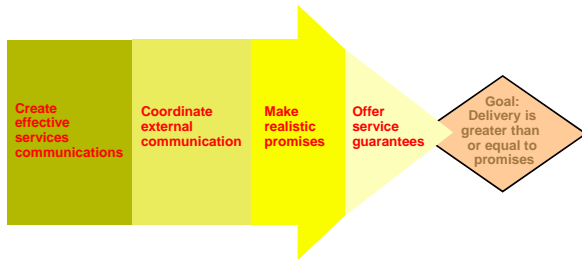 Create
effective
services
communications
Coordinate
external
communication
Make
realistic
promises
Offer
service
guarantees
Goal:
Delivery is
greater than
or equal to
promises